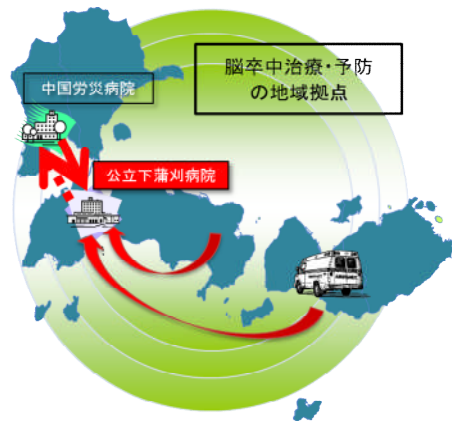 脳卒中治療・予防
の地域拠点
中国労災病院
公立下蒲刈病院